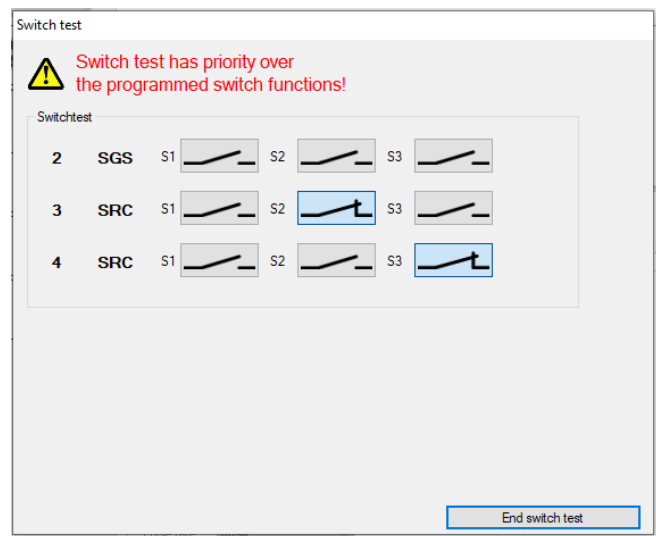 Switch test
Switch test has priority over
the programmed switch functions!
Switchtest
2 SGS S1 S2 S3
3 SRC S1 S2 S3
4 SRC S1 S2 S3
End switch test